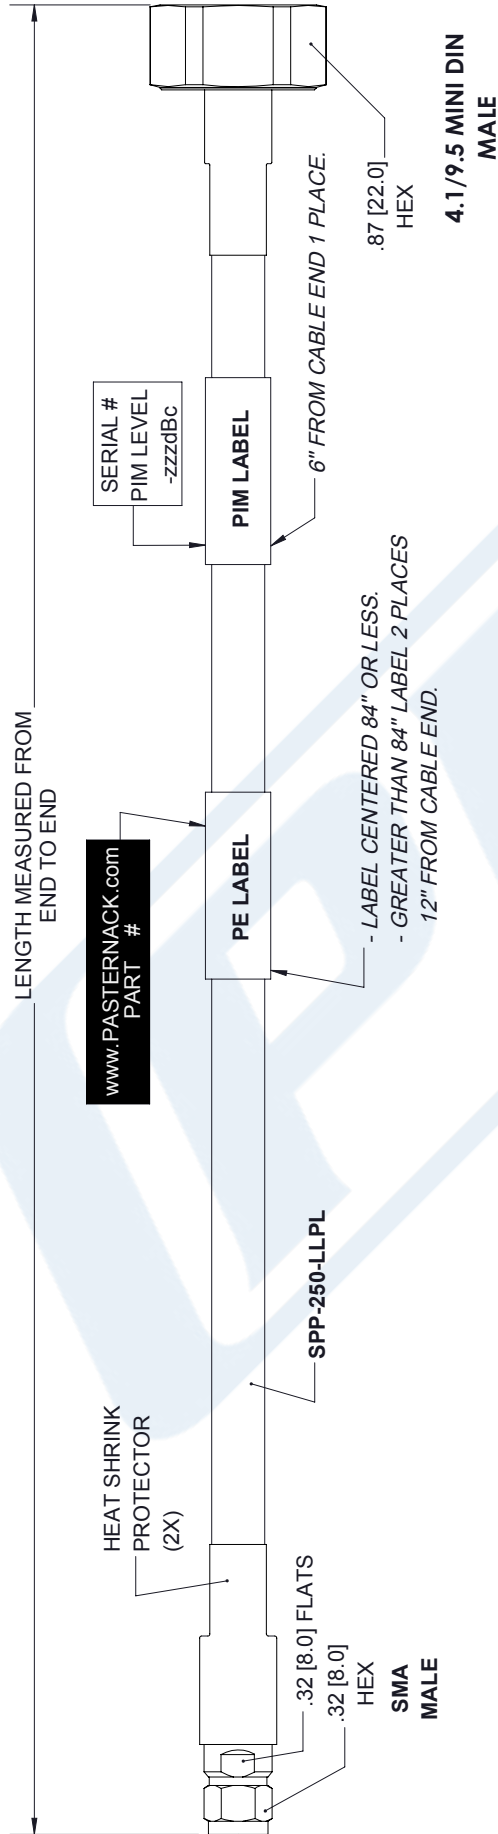 LENGTH MEASURED FROM
END TO END
www.PASTERNACK.com
PART #
SERIAL #
PIM LEVEL
-zzzdBc
HEAT SHRINK
PROTECTOR
(2X)
PE LABEL
PIM LABEL
.32 [8.0] FLATS
.32 [8.0]
HEX
SMA
MALE
SPP-250-LLPL
- LABEL CENTERED 84" OR LESS.
- GREATER THAN 84" LABEL 2 PLACES
12" FROM CABLE END.
6" FROM CABLE END 1 PLACE.
.87 [22.0]
HEX
4.1/9.5 MINI DIN
MALE